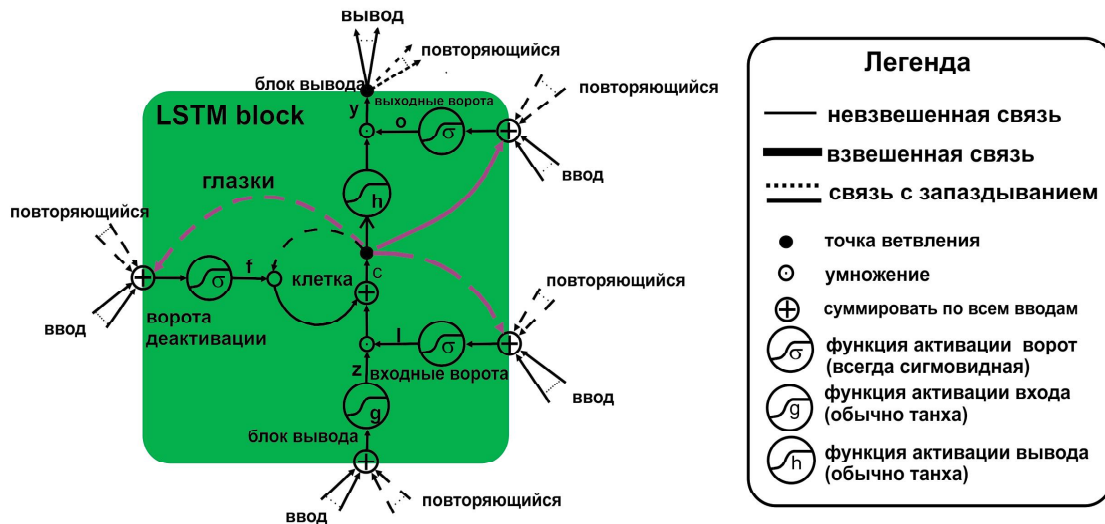 вывод
повторяющийся
блок вывода
y
выходные ворота
LSTM block
o
σ
повторяющийся
ввод
h
глазки
повторяющийся
c
f
σ
клетка
ввод
ворота
деактивации
повторяющийся
I
σ
z
входные ворота
ввод
g
блок вывода
повторяющийся
ввод
Легенда
невзвешенная связь
взвешенная связь
связь с запаздыванием
точка ветвления
умножение
суммировать по всем вводам
σ
функция активации ворот
(всегда сигмовидная)
g
функция активации входа
(обычно танха)
h
функция активации вывода
(обычно танха)